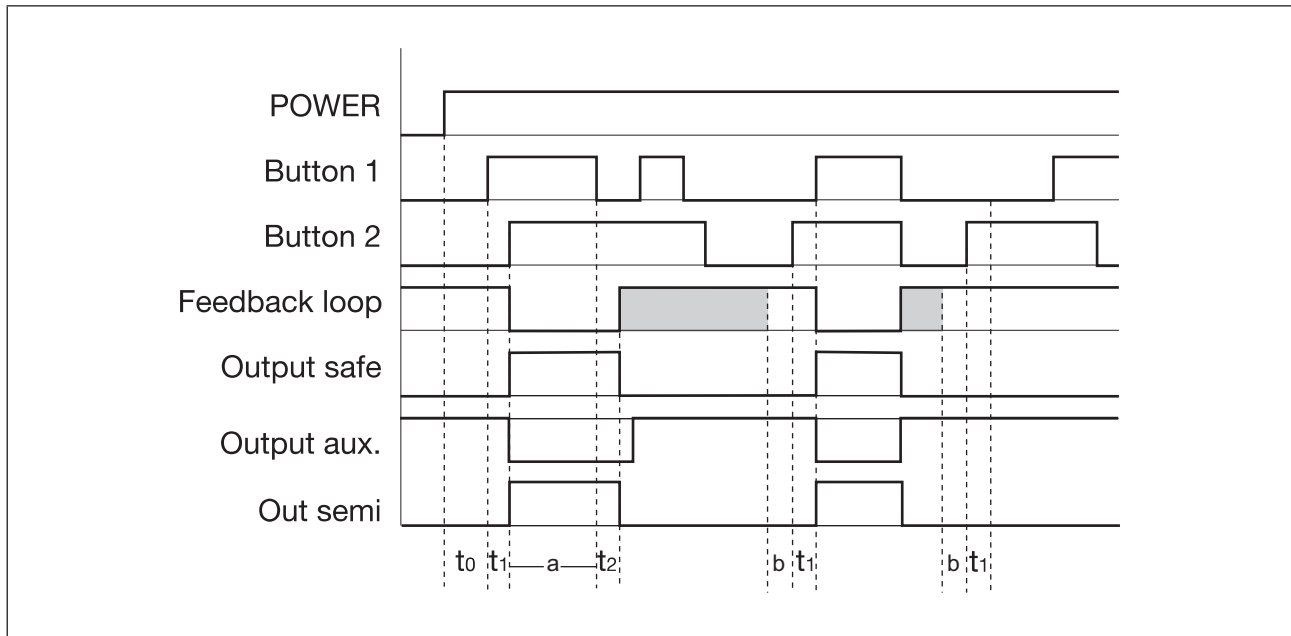 POWER
Button 1
Button 2
Feedback loop
Output safe
Output aux.
Out semi
t0 t1 a t2 b t1 b t1